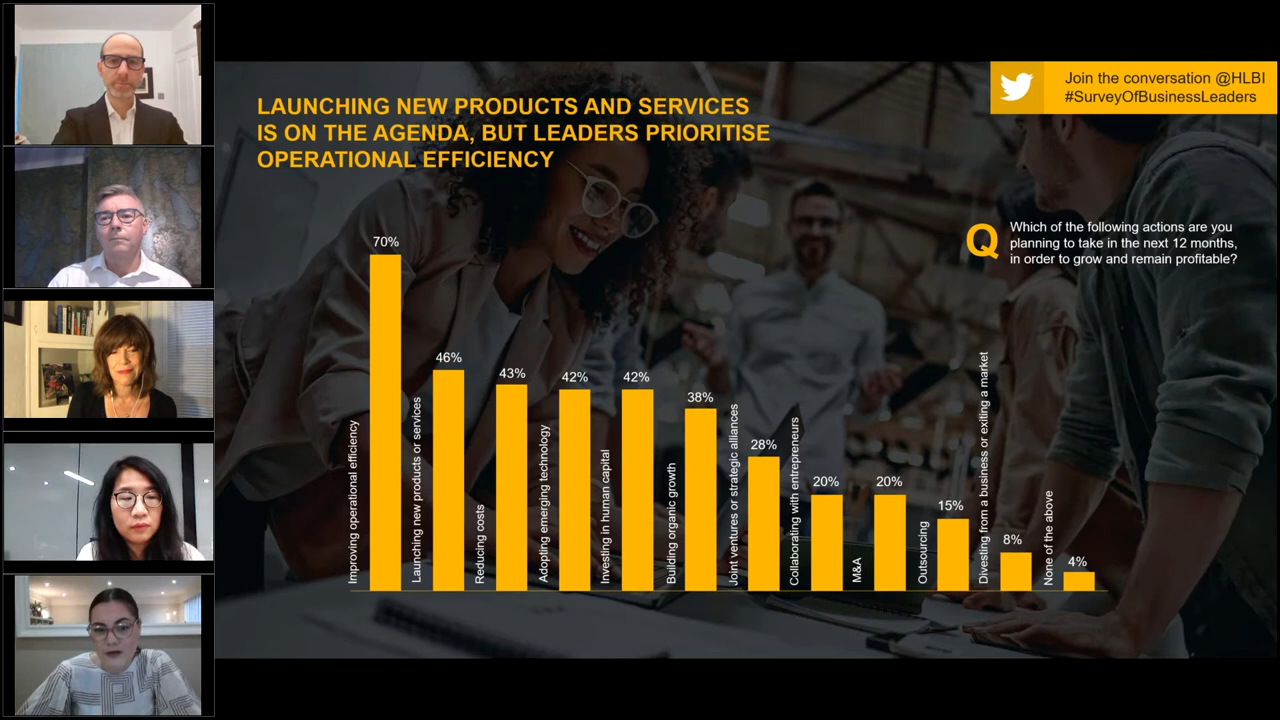 Join the conversation @HLBI
#SurveyOfBusinessLeaders
LAUNCHING NEW PRODUCTS AND SERVICES
IS ON THE AGENDA, BUT LEADERS PRIORITISE
OPERATIONAL EFFICIENCY
Q
Which of the following actions are you
planning to take in the next 12 months,
in order to grow and remain profitable?
70%
Improving operational efficiency
46%
Launching new products or services
43%
Reducing costs
42%
Adopting emerging technology
42%
Investing in human capital
38%
Building organic growth
28%
Joint ventures or strategic alliances
20%
Collaborating with entrepreneurs
20%
M&A
15%
Outsourcing
8%
Divesting from a business or exiting a market
4%
None of the above